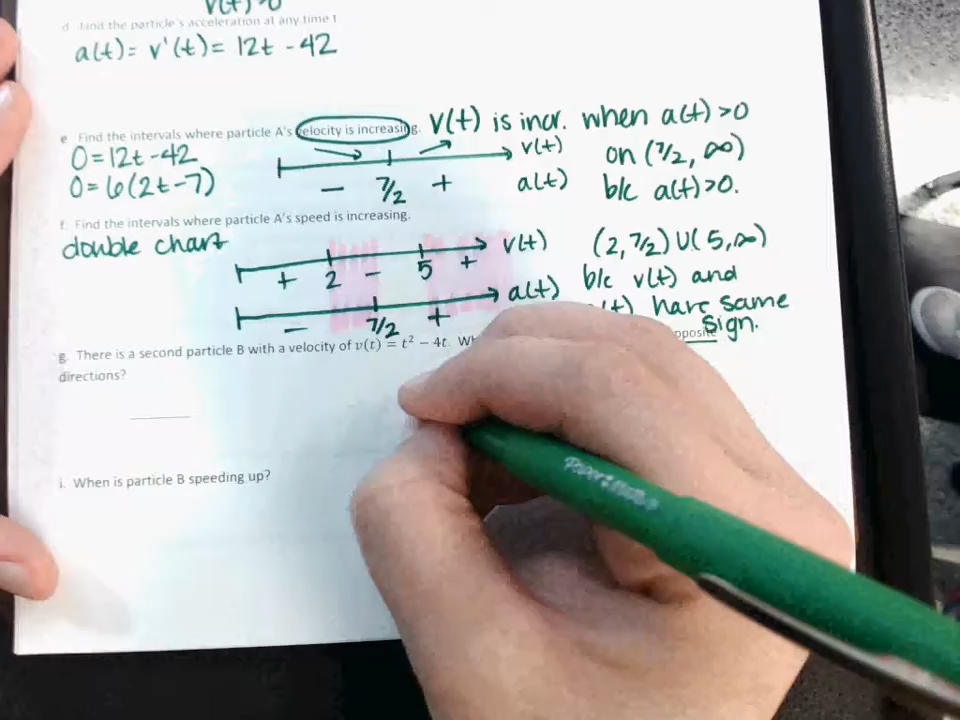 v(t)>0
d. Find the particle's acceleration at any time t
a(t) = v'(t) = 12t - 42
e. Find the intervals where particle A's velocity is increasing.
v(t) is incr. when a(t) > 0
0 = 12t - 42
v(t)
on (7/2, ∞)
0 = 6(2t - 7)
− 7/2 +
a(t)
b/c a(t) > 0.
f. Find the intervals where particle A's speed is increasing.
double chart
+ 2 − 5 +
v(t)
(2, 7/2) U (5, ∞)
− 7/2 +
a(t)
b/c v(t) and
(t) have same
sign.
g. There is a second particle B with a velocity of v(t) = t² − 4t. opposite
directions?
i. When is particle B speeding up?
PaperMate